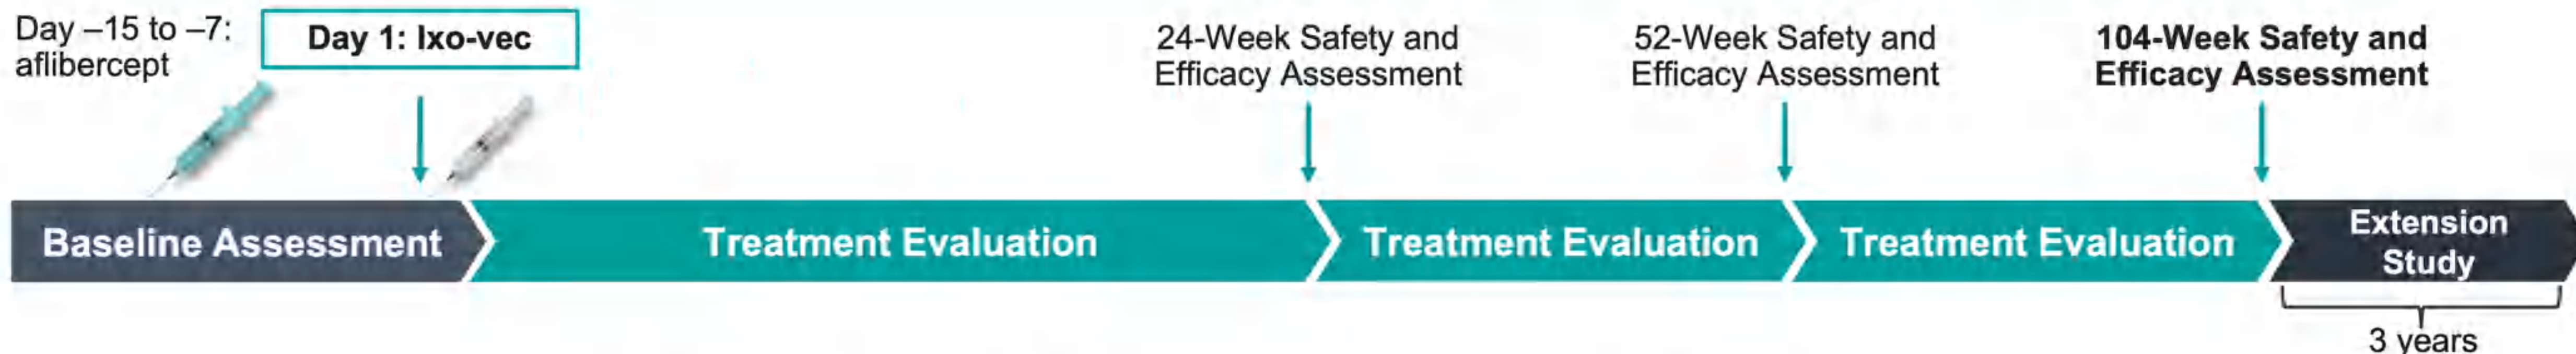 Day –15 to –7:
aflibercept
Day 1: Ixo-vec
24-Week Safety and
Efficacy Assessment
52-Week Safety and
Efficacy Assessment
104-Week Safety and
Efficacy Assessment
Baseline Assessment
Treatment Evaluation
Treatment Evaluation
Treatment Evaluation
Extension
Study
3 years